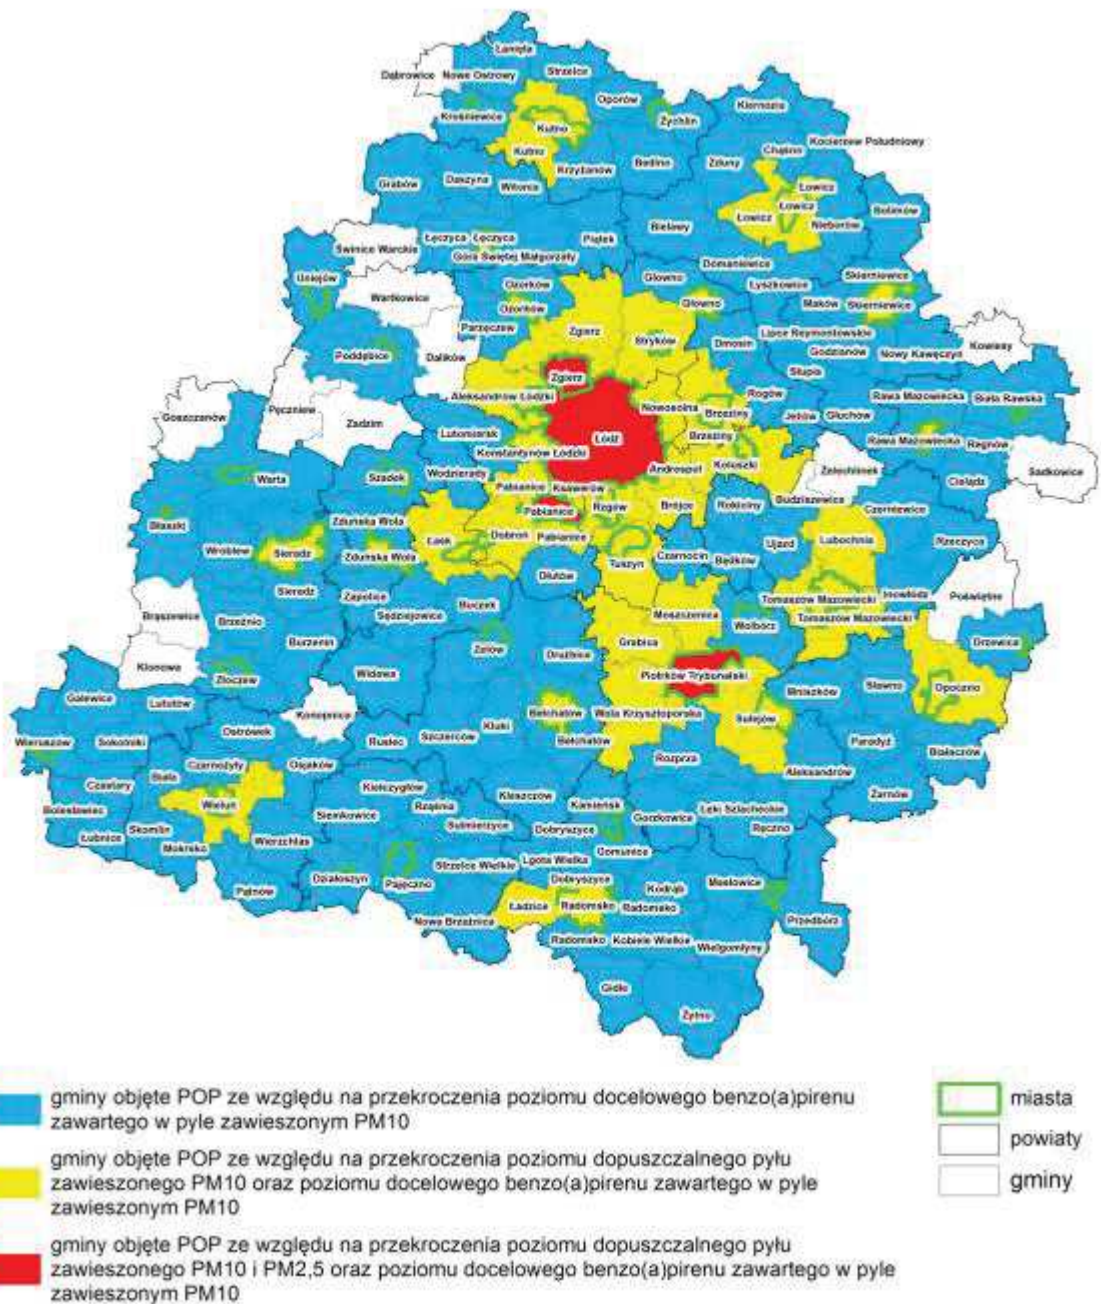 Łanięta
Dąbrowice
Nowe Ostrowy
Strzelce
Oporów
Kiernozia
Krośniewice
Żychlin
Kutno
Kocierzew Południowy
Chąśno
Kutno
Bedlno
Zduny
Krzyżanów
Grabów
Daszyna
Witonia
Łowicz
Łowicz
Łowicz
Bolimów
Nieborów
Bielawy
Łęczyca
Łęczyca
Piątek
Świnice Warckie
Góra Świętej Małgorzaty
Domaniewice
Uniejów
Ozorków
Głowno
Łyszkowice
Skierniewice
Wartkowice
Ozorków
Głowno
Maków
Skierniewice
Parzęczew
Zgierz
Stryków
Lipce Reymontowskie
Dmosin
Kowiesy
Poddębice
Dalików
Godzianów
Nowy Kawęczyn
Słupia
Zgierz
Aleksandrów Łódzki
Rogów
Rawa Mazowiecka
Biała Rawska
Pęczniew
Nowosolna
Brzeziny
Goszczanów
Zadzim
Jeżów
Głuchów
Lutomiersk
Łódź
Brzeziny
Rawa Mazowiecka
Regnów
Konstantynów Łódzki
Koluszki
Warta
Szadek
Wodzierady
Andrespol
Żelechlinek
Sadkowice
Pabianice
Ksawerów
Cielądz
Budziszewice
Rzgów
Brójce
Rokiciny
Czerniewice
Błaszki
Zduńska Wola
Pabianice
Wróblew
Sieradz
Łask
Dobroń
Pabianice
Ujazd
Lubochnia
Rzeczyca
Zduńska Wola
Tuszyn
Czarnocin
Będków
Dłutów
Sieradz
Zapolice
Tomaszów Mazowiecki
Inowłódz
Poświętne
Buczek
Sędziejowice
Moszczenica
Tomaszów Mazowiecki
Brąszewice
Brzeźnio
Wolbórz
Burzenin
Grabica
Drzewica
Zelów
Drużbice
Klonowa
Złoczew
Widawa
Piotrków Trybunalski
Sławno
Opoczno
Galewice
Lututów
Mniszków
Konopnica
Bełchatów
Wola Krzysztoporska
Sulejów
Ostrówek
Kluki
Wieruszów
Sokolniki
Rusiec
Szczerców
Bełchatów
Paradyż
Białaczów
Rozprza
Czarnożyły
Osjaków
Aleksandrów
Biała
Czastary
Kiełczygłów
Kleszczów
Żarnów
Wieluń
Rząśnia
Kamieńsk
Łęki Szlacheckie
Bolesławiec
Siemkowice
Gorzkowice
Sulmierzyce
Dobryszyce
Ręczno
Łubnice
Skomlin
Wierzchlas
Mokrsko
Gomunice
Strzelce Wielkie
Lgota Wielka
Działoszyn
Pajęczno
Dobryszyce
Masłowice
Pątnów
Kodrąb
Ładzice
Radomsko
Radomsko
Nowa Brzeźnica
Przedbórz
Radomsko
Kobiele Wielkie
Wielgomłyny
Gidle
Żytno
gminy objęte POP ze względu na przekroczenia poziomu docelowego benzo(a)pirenu
zawartego w pyle zawieszonym PM10
gminy objęte POP ze względu na przekroczenia poziomu dopuszczalnego pyłu
zawieszonego PM10 oraz poziomu docelowego benzo(a)pirenu zawartego w pyle
zawieszonym PM10
gminy objęte POP ze względu na przekroczenia poziomu dopuszczalnego pyłu
zawieszonego PM10 i PM2,5 oraz poziomu docelowego benzo(a)pirenu zawartego w pyle
zawieszonym PM10
miasta
powiaty
gminy